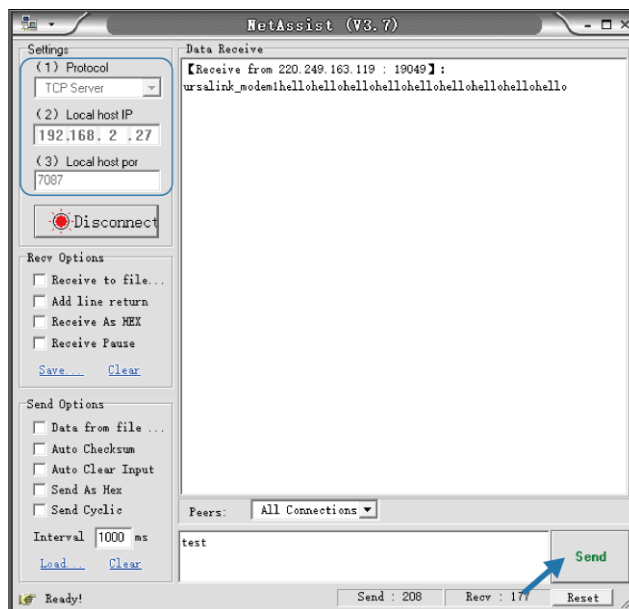 NetAssist (V3.7)
Settings
(1) Protocol
TCP Server
(2) Local host IP
192.168. 2 .27
(3) Local host por
7087
Disconnect
Recv Options
Receive to file...
Add line return
Receive As HEX
Receive Pause
Save... Clear
Send Options
Data from file ...
Auto Checksum
Auto Clear Input
Send As Hex
Send Cyclic
Interval 1000 ms
Load... Clear
Data Receive
【Receive from 220.249.163.119 : 19049】:
ursalink_modem1hellohellohellohellohellohellohellohellohello
Peers: All Connections
test
Send
Ready! Send : 208 Recv : 177 Reset